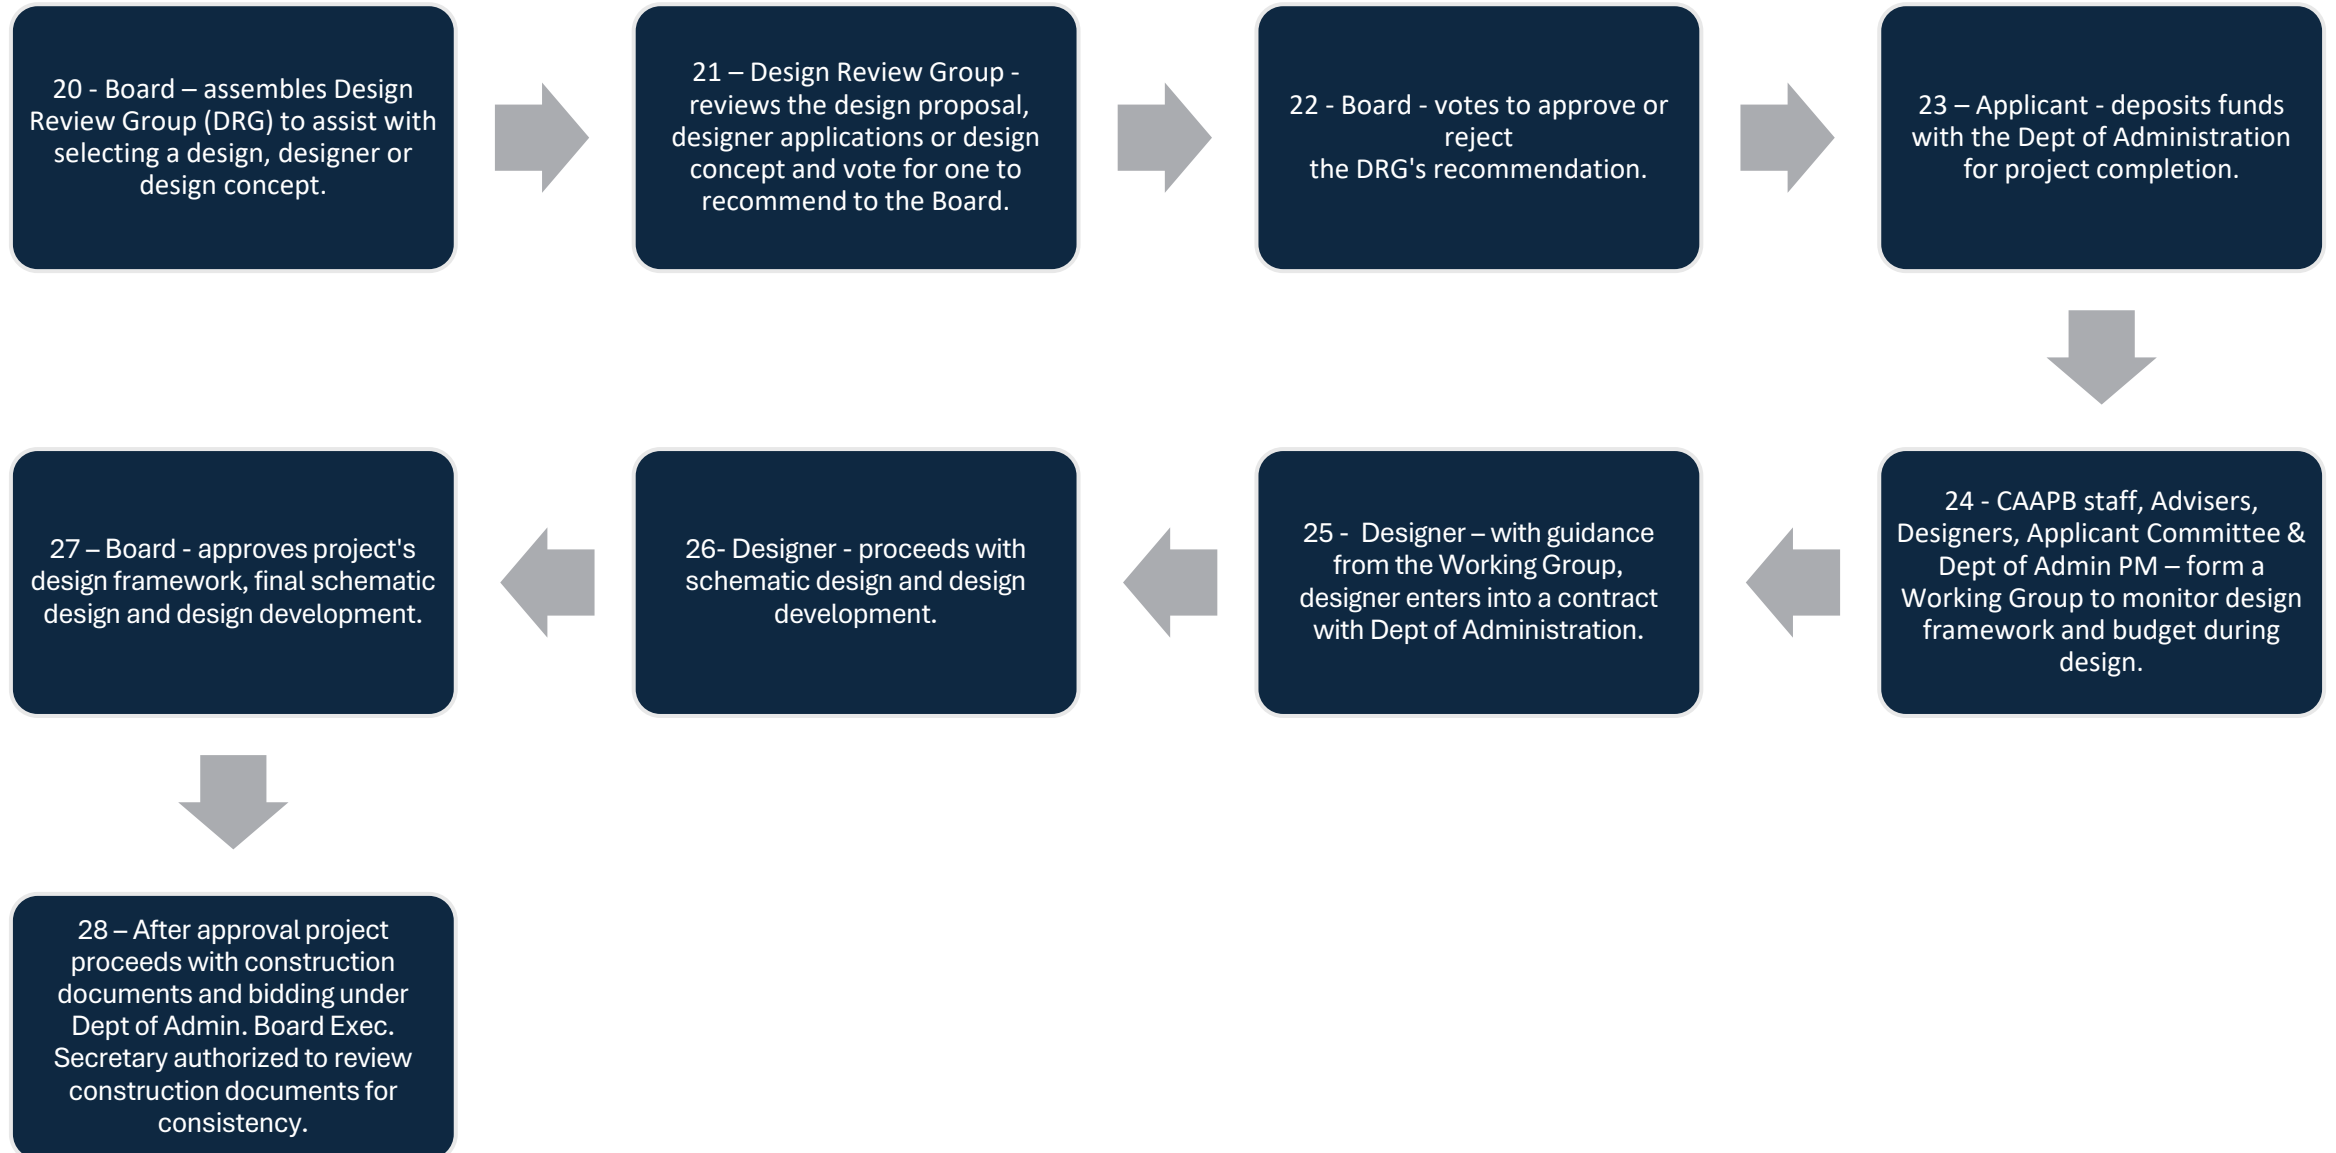 20 - Board – assembles Design
Review Group (DRG) to assist with
selecting a design, designer or
design concept.
21 – Design Review Group -
reviews the design proposal,
designer applications or design
concept and vote for one to
recommend to the Board.
22 - Board - votes to approve or
reject
the DRG's recommendation.
23 – Applicant - deposits funds
with the Dept of Administration
for project completion.
24 - CAAPB staff, Advisers,
Designers, Applicant Committee &
Dept of Admin PM – form a
Working Group to monitor design
framework and budget during
design.
25 - Designer – with guidance
from the Working Group,
designer enters into a contract
with Dept of Administration.
26- Designer - proceeds with
schematic design and design
development.
27 – Board - approves project's
design framework, final schematic
design and design development.
28 – After approval project
proceeds with construction
documents and bidding under
Dept of Admin. Board Exec.
Secretary authorized to review
construction documents for
consistency.